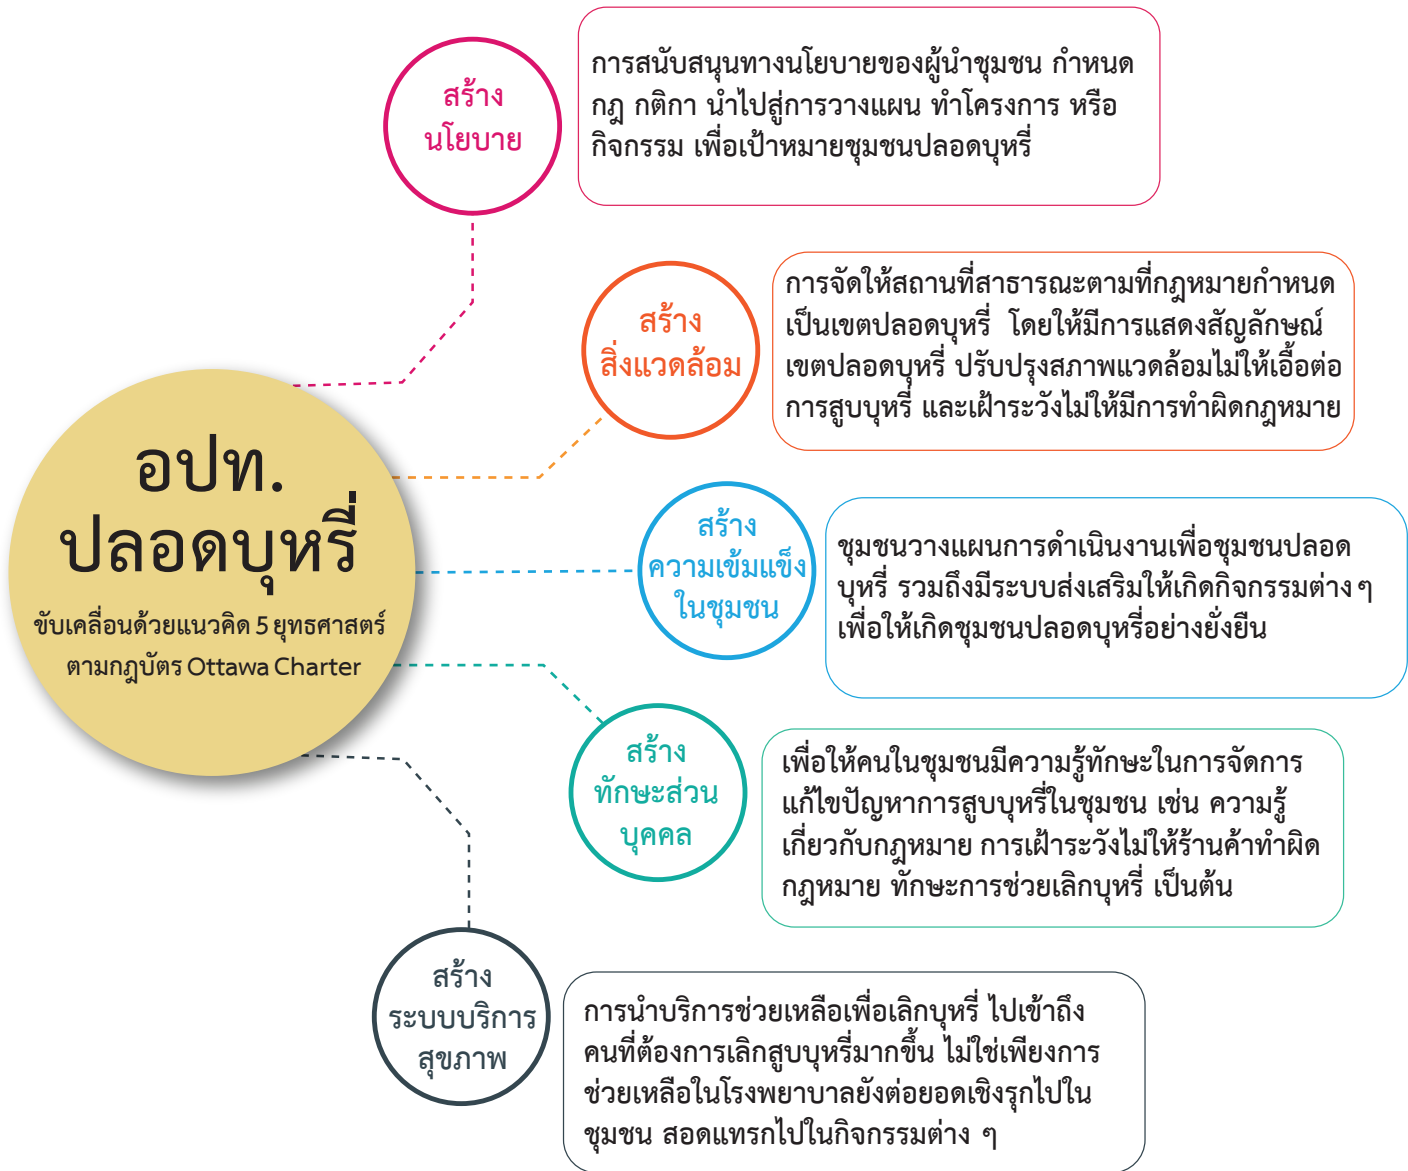 สร้าง
นโยบาย
การสนับสนุนทางนโยบายของผู้นำชุมชน กำหนด
กฎ กติกา นำไปสู่การวางแผน ทำโครงการ หรือ
กิจกรรม เพื่อเป้าหมายชุมชนปลอดบุหรี่
สร้าง
สิ่งแวดล้อม
การจัดให้สถานที่สาธารณะตามที่กฎหมายกำหนด
เป็นเขตปลอดบุหรี่ โดยให้มีการแสดงสัญลักษณ์
เขตปลอดบุหรี่ ปรับปรุงสภาพแวดล้อมไม่ให้เอื้อต่อ
การสูบบุหรี่ และเฝ้าระวังไม่ให้มีการทำผิดกฎหมาย
อปท.
ปลอดบุหรี่
ขับเคลื่อนด้วยแนวคิด 5 ยุทธศาสตร์
ตามกฎบัตร Ottawa Charter
สร้าง
ความเข้มแข็ง
ในชุมชน
ชุมชนวางแผนการดำเนินงานเพื่อชุมชนปลอด
บุหรี่ รวมถึงมีระบบส่งเสริมให้เกิดกิจกรรมต่าง ๆ
เพื่อให้เกิดชุมชนปลอดบุหรี่อย่างยั่งยืน
สร้าง
ทักษะส่วน
บุคคล
เพื่อให้คนในชุมชนมีความรู้ทักษะในการจัดการ
แก้ไขปัญหาการสูบบุหรี่ในชุมชน เช่น ความรู้
เกี่ยวกับกฎหมาย การเฝ้าระวังไม่ให้ร้านค้าทำผิด
กฎหมาย ทักษะการช่วยเลิกบุหรี่ เป็นต้น
สร้าง
ระบบบริการ
สุขภาพ
การนำบริการช่วยเหลือเพื่อเลิกบุหรี่ ไปเข้าถึง
คนที่ต้องการเลิกสูบบุหรี่มากขึ้น ไม่ใช่เพียงการ
ช่วยเหลือในโรงพยาบาลยังต่อยอดเชิงรุกไปใน
ชุมชน สอดแทรกไปในกิจกรรมต่าง ๆ